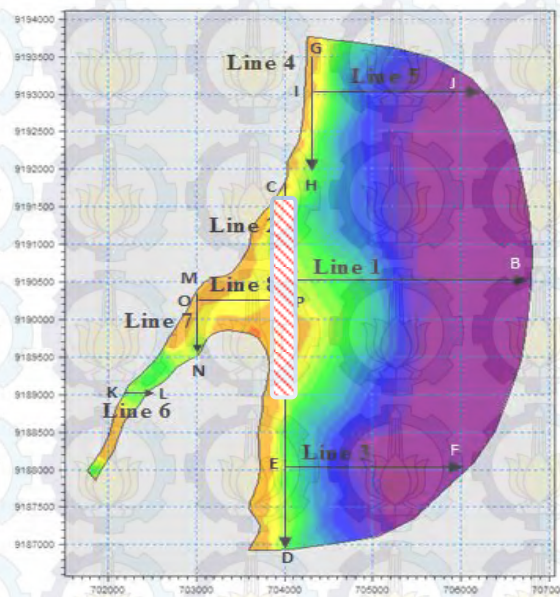 9194000
9193500
9193000
9192500
9192000
9191500
9191000
9190500
9190000
9189500
9189000
9188500
9188000
9187500
9187000
G
Line 4
I
Line 5
J
C
H
Line
Line 1
B
M
Line 8
O
P
Line 7
N
K
L
Line 6
E
Line 3
F
D
702000 703000 704000 705000 706000